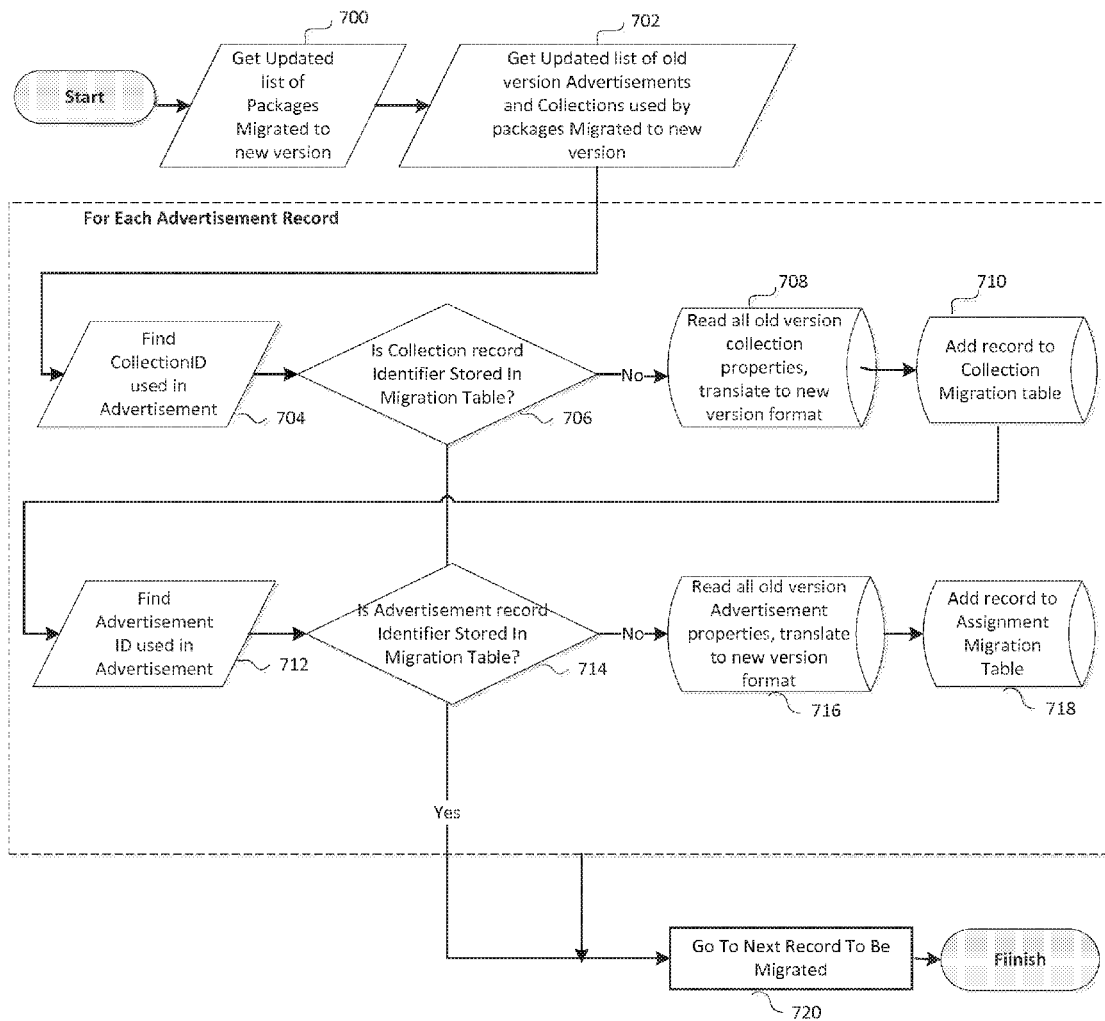 700
702
Start
Get Updated
list of
Packages
Migrated to
new version
Get Updated list of old
version Advertisements
and Collections used by
packages Migrated to new
version
For Each Advertisement Record
Find
CollectionID
used in
Advertisement
704
Is Collection record
Identifier Stored In
Migration Table?
706
No
708
Read all old version
collection
properties,
translate to new
version format
710
Add record to
Collection
Migration table
Find
Advertisement
ID used in
Advertisement
712
Is Advertisement record
Identifier Stored In
Migration Table?
714
No
Read all old version
Advertisement
properties, translate
to new version
format
716
Add record to
Assignment
Migration
Table
718
Yes
Go To Next Record To Be
Migrated
720
Fiinish